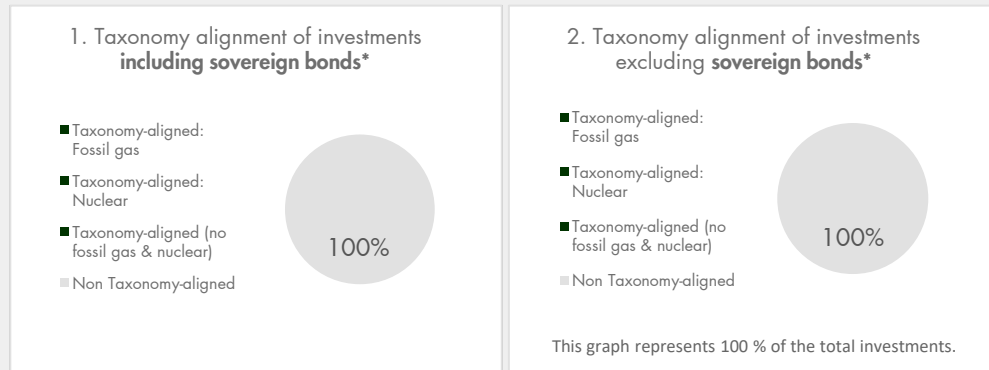 1. Taxonomy alignment of investments
including sovereign bonds*
Taxonomy-aligned:
Fossil gas
Taxonomy-aligned:
Nuclear
Taxonomy-aligned (no
fossil gas & nuclear)
Non Taxonomy-aligned
100%
2. Taxonomy alignment of investments
excluding sovereign bonds*
Taxonomy-aligned:
Fossil gas
Taxonomy-aligned:
Nuclear
Taxonomy-aligned (no
fossil gas & nuclear)
Non Taxonomy-aligned
100%
This graph represents 100 % of the total investments.